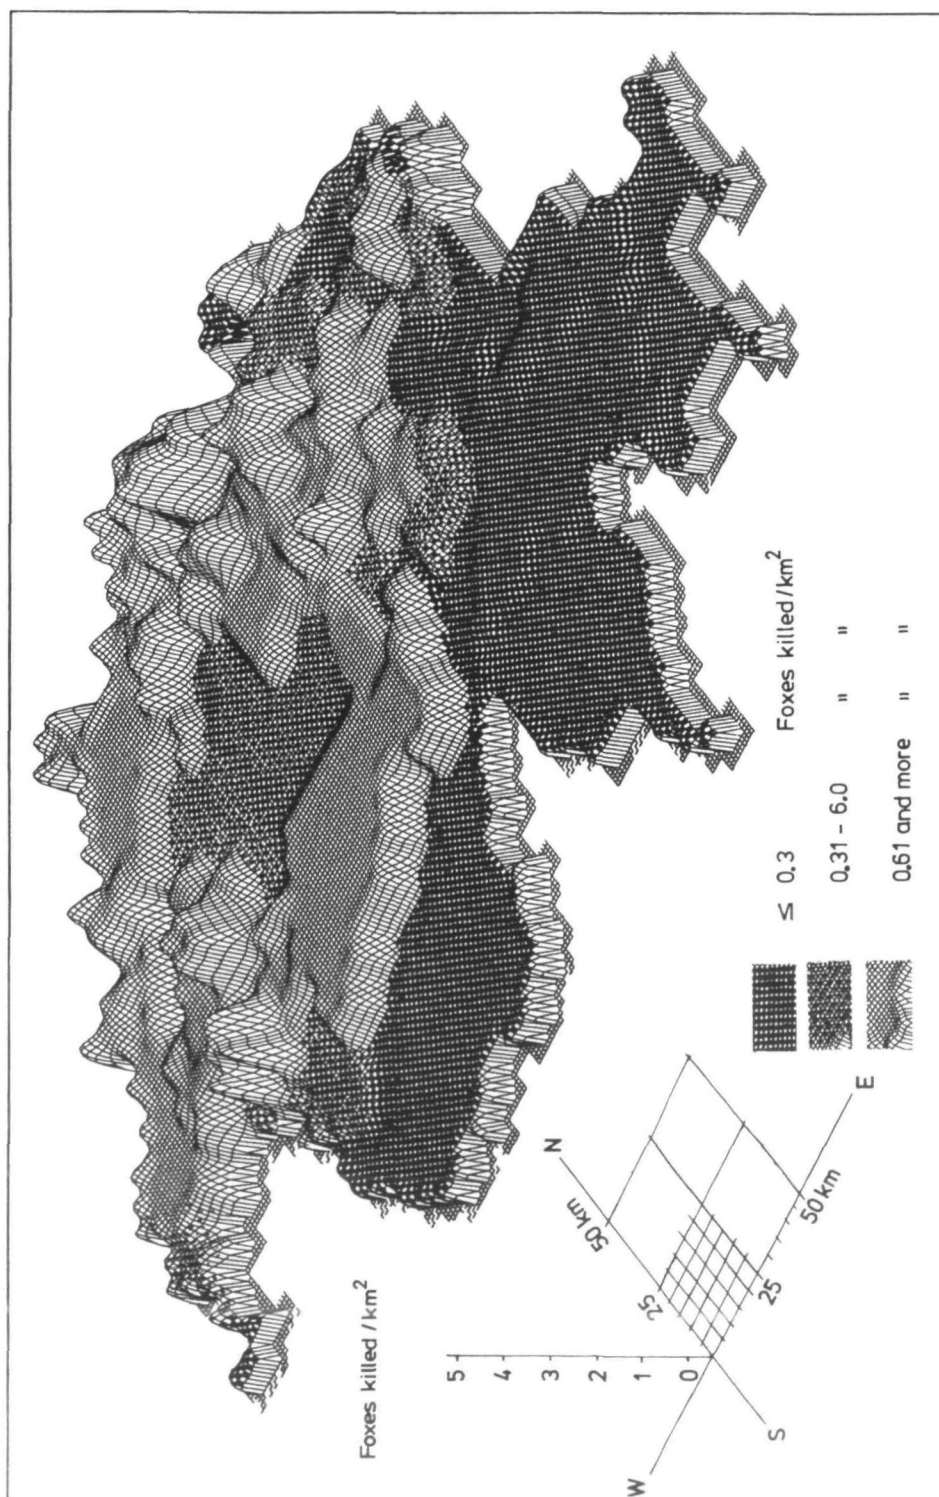 Foxes killed / km²
5
4
3
2
1
0
W
S
N
E
25
50 km
25
50 km
≤ 0.3 Foxes killed / km²
0.31 - 6.0 " "
0.61 and more " "